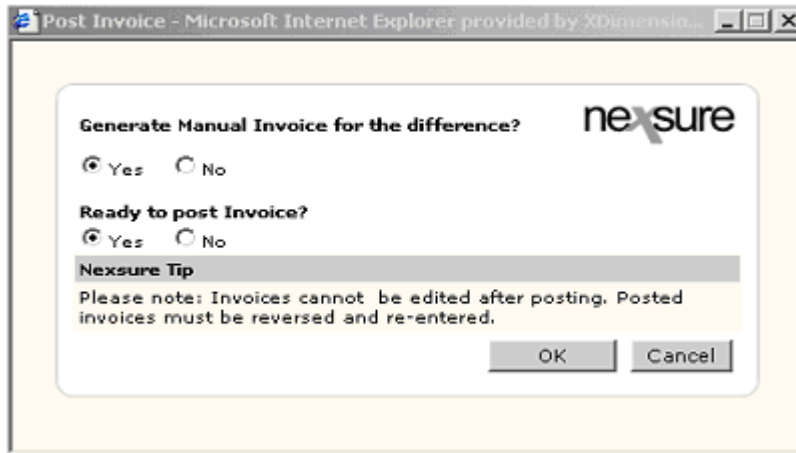 Post Invoice - Microsoft Internet Explorer provided by XDimensio...
nexsure
Generate Manual Invoice for the difference?
Yes No
Ready to post Invoice?
Yes No
Nexsure Tip
Please note: Invoices cannot be edited after posting. Posted
invoices must be reversed and re-entered.
OK Cancel